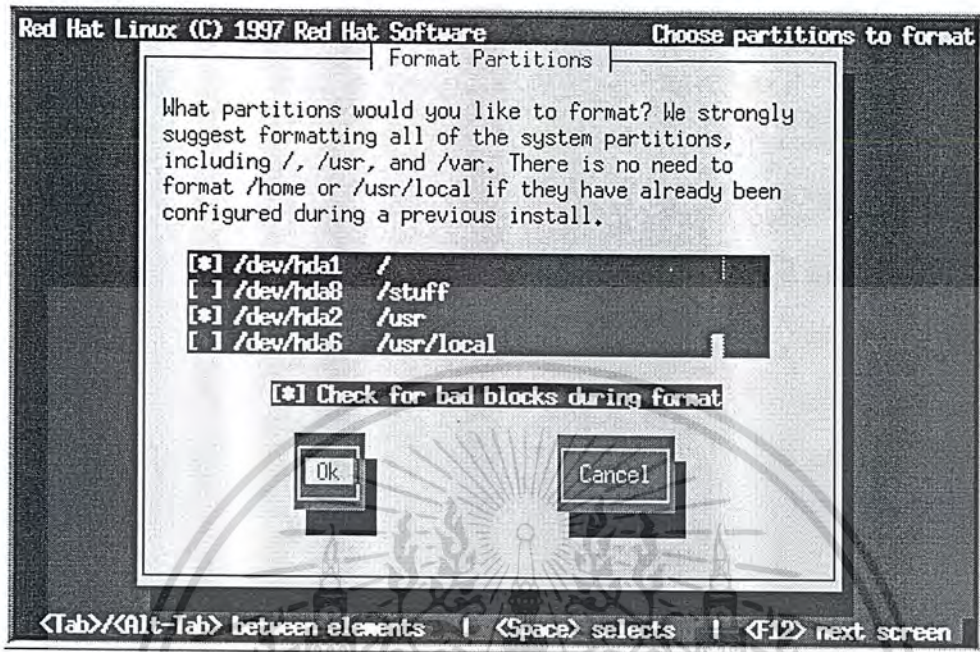 Red Hat Linux (C) 1997 Red Hat Software Choose partitions to format
Format Partitions
What partitions would you like to format? We strongly
suggest formatting all of the system partitions,
including /, /usr, and /var. There is no need to
format /home or /usr/local if they have already been
configured during a previous install.
[*] /dev/hda1 /
[ ] /dev/hda8 /stuff
[*] /dev/hda2 /usr
[ ] /dev/hda6 /usr/local
[*] Check for bad blocks during format
Ok Cancel
<Tab>/<Alt-Tab> between elements | <Space> selects | <F12> next screen